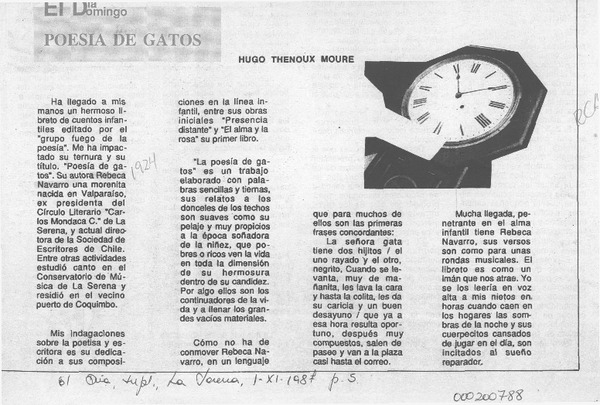 El Día
Domingo
POESIA DE GATOS
HUGO THENOUX MOURE
Ha llegado a mis
manos un hermoso li-
breto de cuentos infan-
tiles editado por el
"grupo fuego de la
poesía". Me ha impac-
tado su ternura y su
título. "Poesía de ga-
tos". Su autora Rebeca
Navarro una morenita
nacida en Valparaíso,
ex presidenta del
Círculo Literario "Car-
los Mondaca C." de La
Serena, y actual direc-
tora de la Sociedad de
Escritores de Chile.
Entre otras actividades
estudió canto en el
Conservatorio de Mú-
sica de La Serena y
residió en el vecino
puerto de Coquimbo.
Mis indagaciones
sobre la poetisa y es-
critora es su dedica-
ción a sus composi-
1924
ciones en la línea in-
fantil, entre sus obras
iniciales "Presencia
distante" y "El alma y la
rosa" su primer libro.
"La poesía de ga-
tos" es un trabajo
elaborado con pala-
bras sencillas y tiernas,
sus relatos a los
donceles de los techos
son suaves como su
pelaje y muy propicios
a la época soñadora
de la niñez, que po-
bres o ricos ven la vida
en toda la dimensión
de su hermosura
dentro de su candidez.
Por algo ellos son los
continuadores de la vi-
da y a llenar los gran-
des vacíos materiales.
Cómo no ha de
conmover Rebeca Na-
varro, en un lenguaje
que para muchos de
ellos son las primeras
frases concordantes:
La señora gata
tiene dos hijitos / el
uno rayado y el otro,
negrito, Cuando se le-
vanta, muy de ma-
ñanita, les lava la cara
y hasta la colita, les da
su caricia y un buen
desayuno / que ya a
esa hora resulta opor-
tuno, después muy
compuestos, salen de
paseo y van a la plaza
casi hasta el correo.
Mucha llegada, pe-
netrante en el alma
infantil tiene Rebeca
Navarro, sus versos
son como para unas
rondas musicales. El
libreto es como un
imán que nos atrae. Yo
se los leería en voz
alta a mis nietos en
horas cuando caen en
los hogares las som-
bras de la noche y sus
cuerpecitos cansados
de jugar en el día, son
incitados al sueño
reparador.
RCA
El Día, supl., La Serena, 1-XI-1987 p. 5
000200788